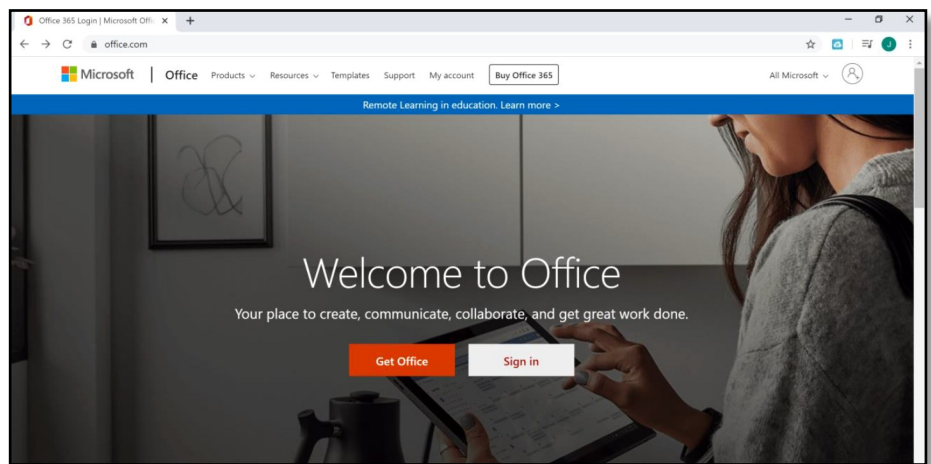 Office 365 Login | Microsoft Offi
office.com
J
Microsoft | Office Products Resources Templates Support My account Buy Office 365 All Microsoft
Remote Learning in education. Learn more >
Welcome to Office
Your place to create, communicate, collaborate, and get great work done.
Get Office Sign in